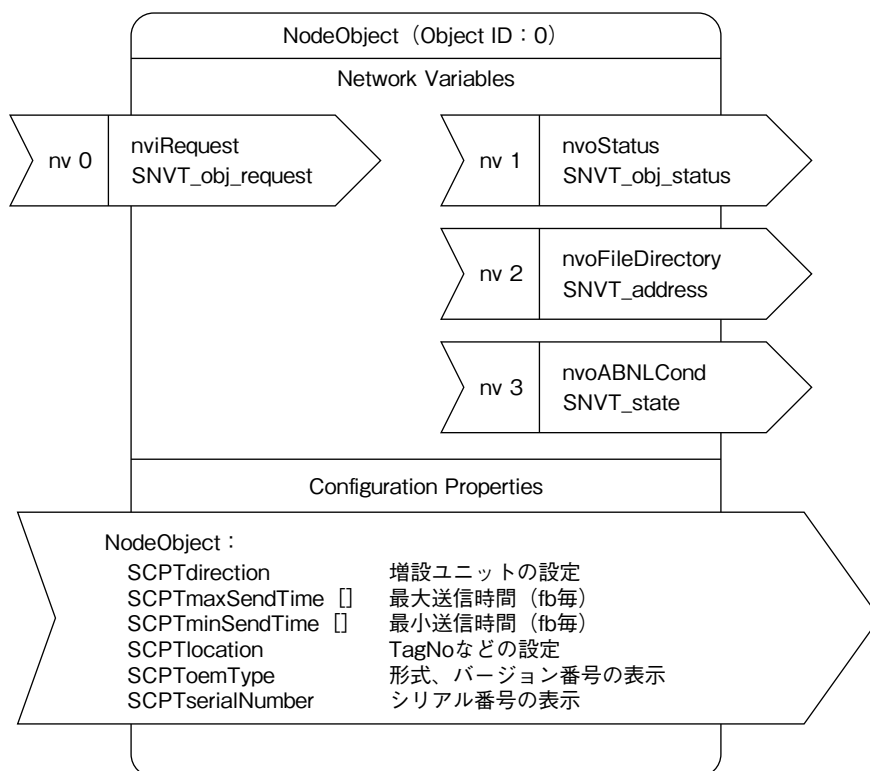 NodeObject（Object ID：0）
Network Variables
nv 0
nviRequest
SNVT_obj_request
nv 1
nvoStatus
SNVT_obj_status
nv 2
nvoFileDirectory
SNVT_address
nv 3
nvoABNLCond
SNVT_state
Configuration Properties
NodeObject：
SCPTdirection 増設ユニットの設定
SCPTmaxSendTime [] 最大送信時間（fb毎）
SCPTminSendTime [] 最小送信時間（fb毎）
SCPTlocation TagNoなどの設定
SCPToemType 形式、バージョン番号の表示
SCPTserialNumber シリアル番号の表示